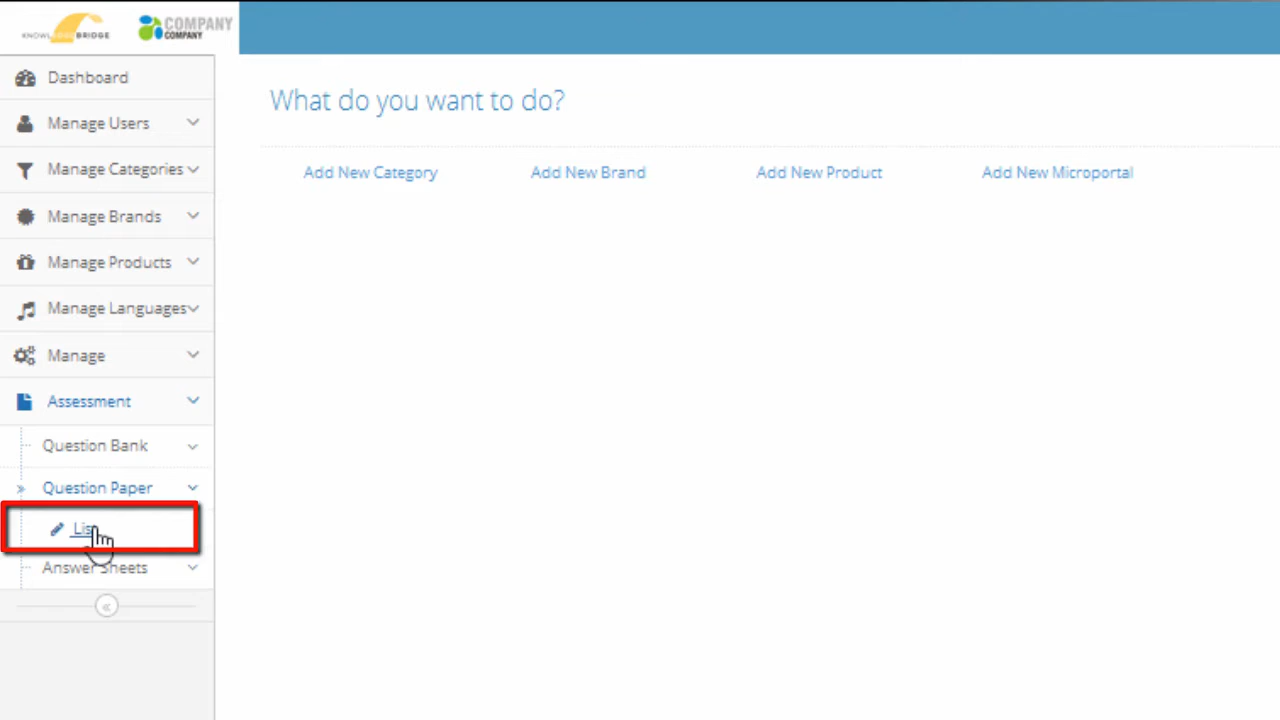 KNOWLEDGE BRIDGE
COMPANY
COMPANY
Dashboard
Manage Users
Manage Categories
Manage Brands
Manage Products
Manage Languages
Manage
Assessment
Question Bank
Question Paper
List
Answer Sheets
What do you want to do?
Add New Category
Add New Brand
Add New Product
Add New Microportal